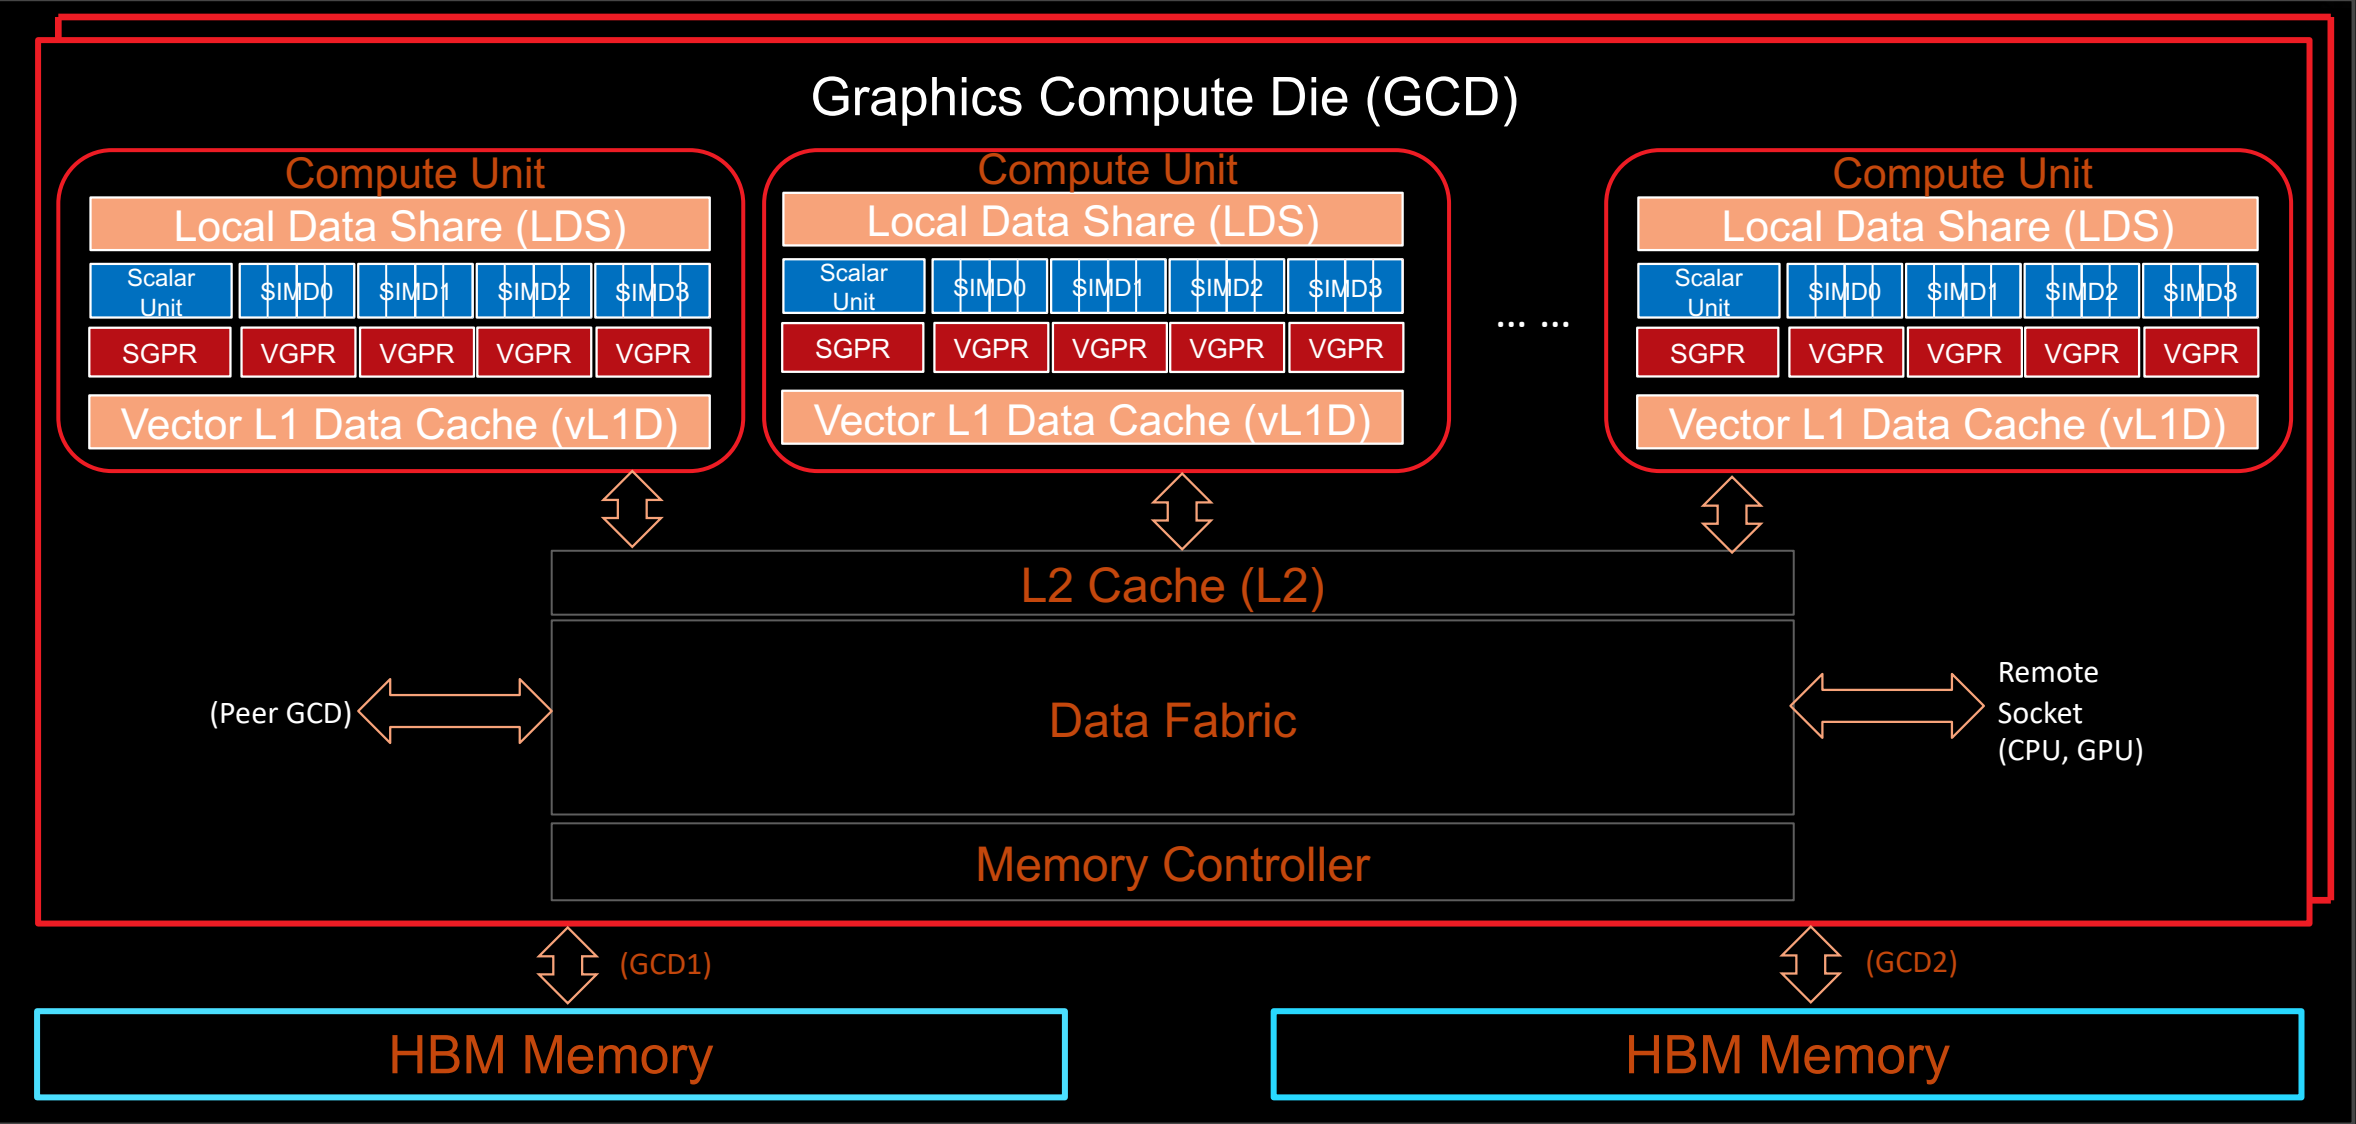 Graphics Compute Die (GCD)
Compute Unit
Local Data Share (LDS)
Scalar
Unit
SIMD0
SIMD1
SIMD2
SIMD3
SGPR
VGPR
VGPR
VGPR
VGPR
Vector L1 Data Cache (vL1D)
Compute Unit
Local Data Share (LDS)
Scalar
Unit
SIMD0
SIMD1
SIMD2
SIMD3
SGPR
VGPR
VGPR
VGPR
VGPR
Vector L1 Data Cache (vL1D)
... ...
Compute Unit
Local Data Share (LDS)
Scalar
Unit
SIMD0
SIMD1
SIMD2
SIMD3
SGPR
VGPR
VGPR
VGPR
VGPR
Vector L1 Data Cache (vL1D)
L2 Cache (L2)
(Peer GCD)
Data Fabric
Remote
Socket
(CPU, GPU)
Memory Controller
(GCD1)
(GCD2)
HBM Memory
HBM Memory